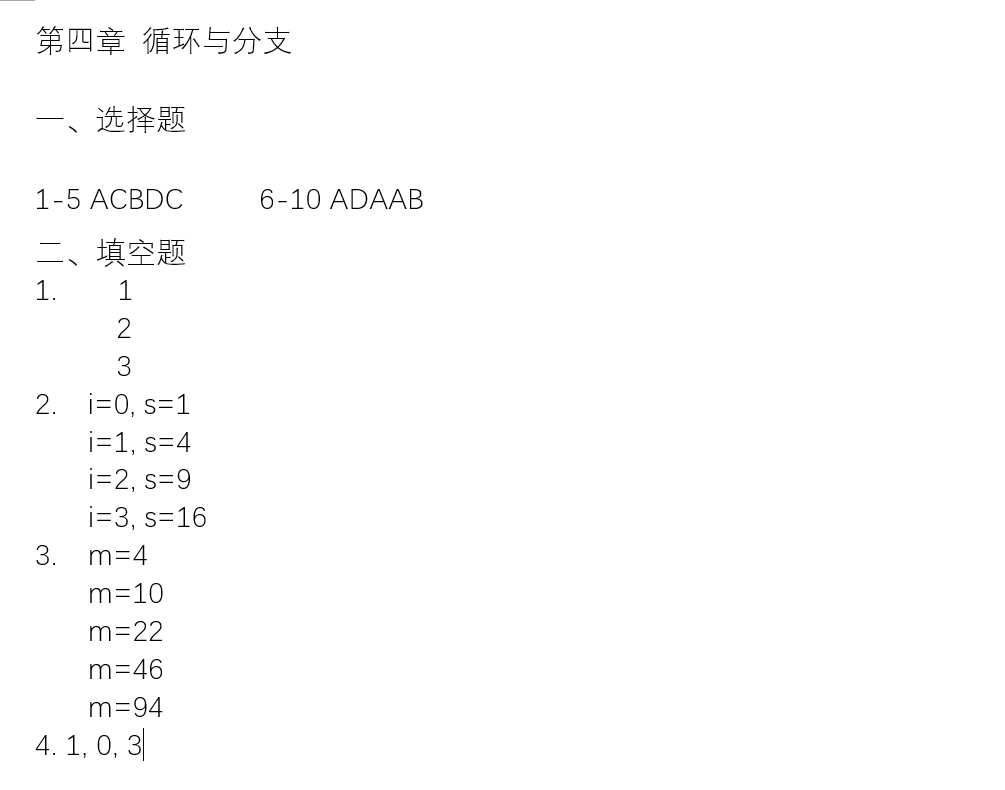 第四章 循环与分支
一、选择题
1-5 ACBDC 6-10 ADAAB
二、填空题
1. 1
2
3
2. i=0, s=1
i=1, s=4
i=2, s=9
i=3, s=16
3. m=4
m=10
m=22
m=46
m=94
4. 1, 0, 3